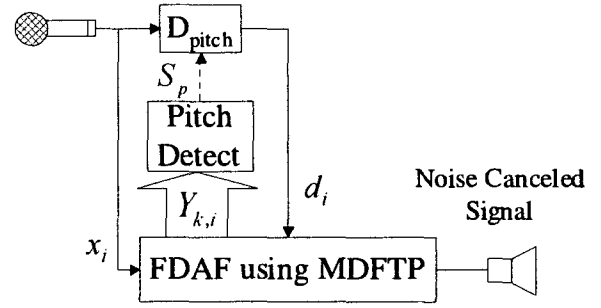 D_pitch
S_p
Pitch
Detect
Y_k,i
d_i
Noise Canceled
Signal
x_i
FDAF using MDFTP